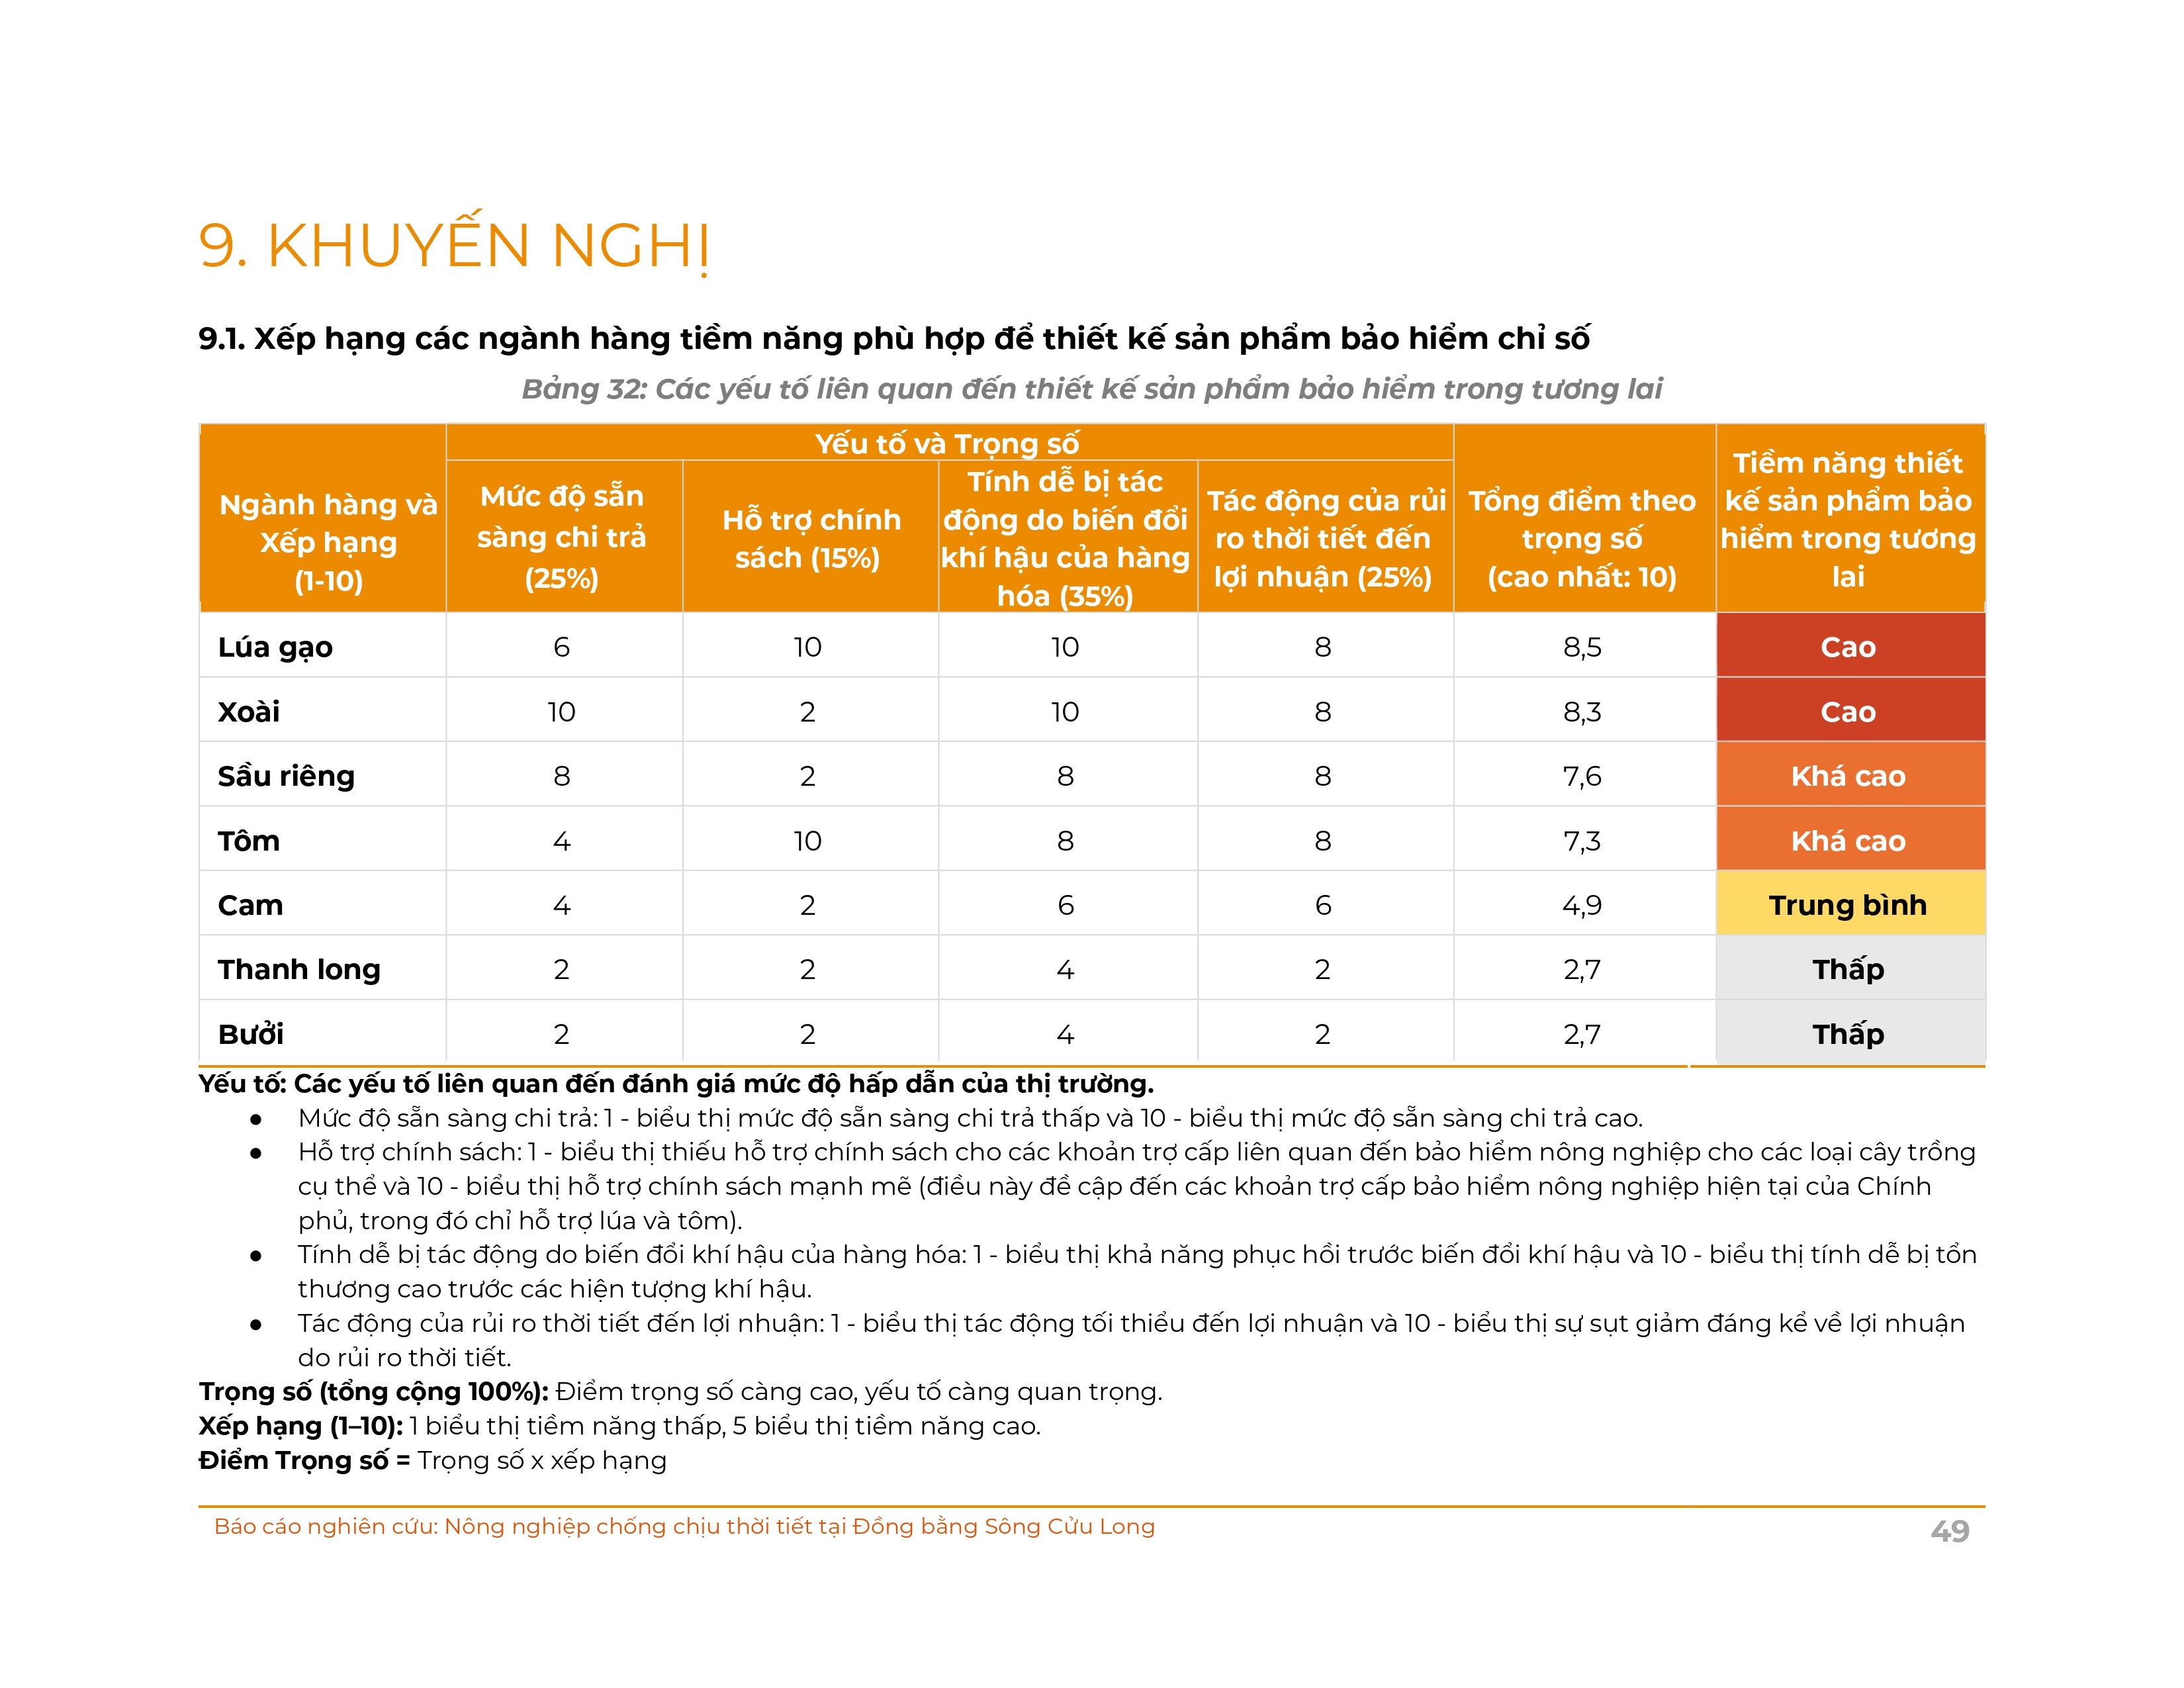 9. KHUYẾN NGHỊ
9.1. Xếp hạng các ngành hàng tiềm năng phù hợp để thiết kế sản phẩm bảo hiểm chỉ số
Bảng 32: Các yếu tố liên quan đến thiết kế sản phẩm bảo hiểm trong tương lai
Ngành hàng và
Xếp hạng
(1-10)
Yếu tố và Trọng số
Mức độ sẵn
sàng chi trả
(25%)
Hỗ trợ chính
sách (15%)
Tính dễ bị tác
động do biến đổi
khí hậu của hàng
hóa (35%)
Tác động của rủi
ro thời tiết đến
lợi nhuận (25%)
Tổng điểm theo
trọng số
(cao nhất: 10)
Tiềm năng thiết
kế sản phẩm bảo
hiểm trong tương
lai
Lúa gạo 6 10 10 8 8,5 Cao
Xoài 10 2 10 8 8,3 Cao
Sầu riêng 8 2 8 8 7,6 Khá cao
Tôm 4 10 8 8 7,3 Khá cao
Cam 4 2 6 6 4,9 Trung bình
Thanh long 2 2 4 2 2,7 Thấp
Bưởi 2 2 4 2 2,7 Thấp
Yếu tố: Các yếu tố liên quan đến đánh giá mức độ hấp dẫn của thị trường.
● Mức độ sẵn sàng chi trả: 1 - biểu thị mức độ sẵn sàng chi trả thấp và 10 - biểu thị mức độ sẵn sàng chi trả cao.
● Hỗ trợ chính sách: 1 - biểu thị thiếu hỗ trợ chính sách cho các khoản trợ cấp liên quan đến bảo hiểm nông nghiệp cho các loại cây trồng
cụ thể và 10 - biểu thị hỗ trợ chính sách mạnh mẽ (điều này đề cập đến các khoản trợ cấp bảo hiểm nông nghiệp hiện tại của Chính
phủ, trong đó chỉ hỗ trợ lúa và tôm).
● Tính dễ bị tác động do biến đổi khí hậu của hàng hóa: 1 - biểu thị khả năng phục hồi trước biến đổi khí hậu và 10 - biểu thị tính dễ bị tổn
thương cao trước các hiện tượng khí hậu.
● Tác động của rủi ro thời tiết đến lợi nhuận: 1 - biểu thị tác động tối thiểu đến lợi nhuận và 10 - biểu thị sự sụt giảm đáng kể về lợi nhuận
do rủi ro thời tiết.
Trọng số (tổng cộng 100%): Điểm trọng số càng cao, yếu tố càng quan trọng.
Xếp hạng (1–10): 1 biểu thị tiềm năng thấp, 5 biểu thị tiềm năng cao.
Điểm Trọng số = Trọng số x xếp hạng
Báo cáo nghiên cứu: Nông nghiệp chống chịu thời tiết tại Đồng bằng Sông Cửu Long
49